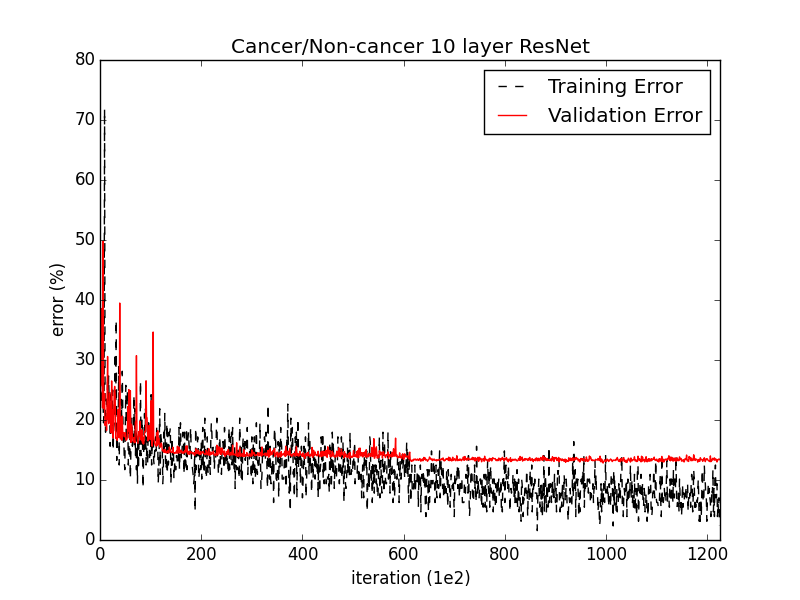 Cancer/Non-cancer 10 layer ResNet
80
70
60
50
40
30
20
10
0
error (%)
Training Error
Validation Error
0 200 400 600 800 1000 1200
iteration (1e2)